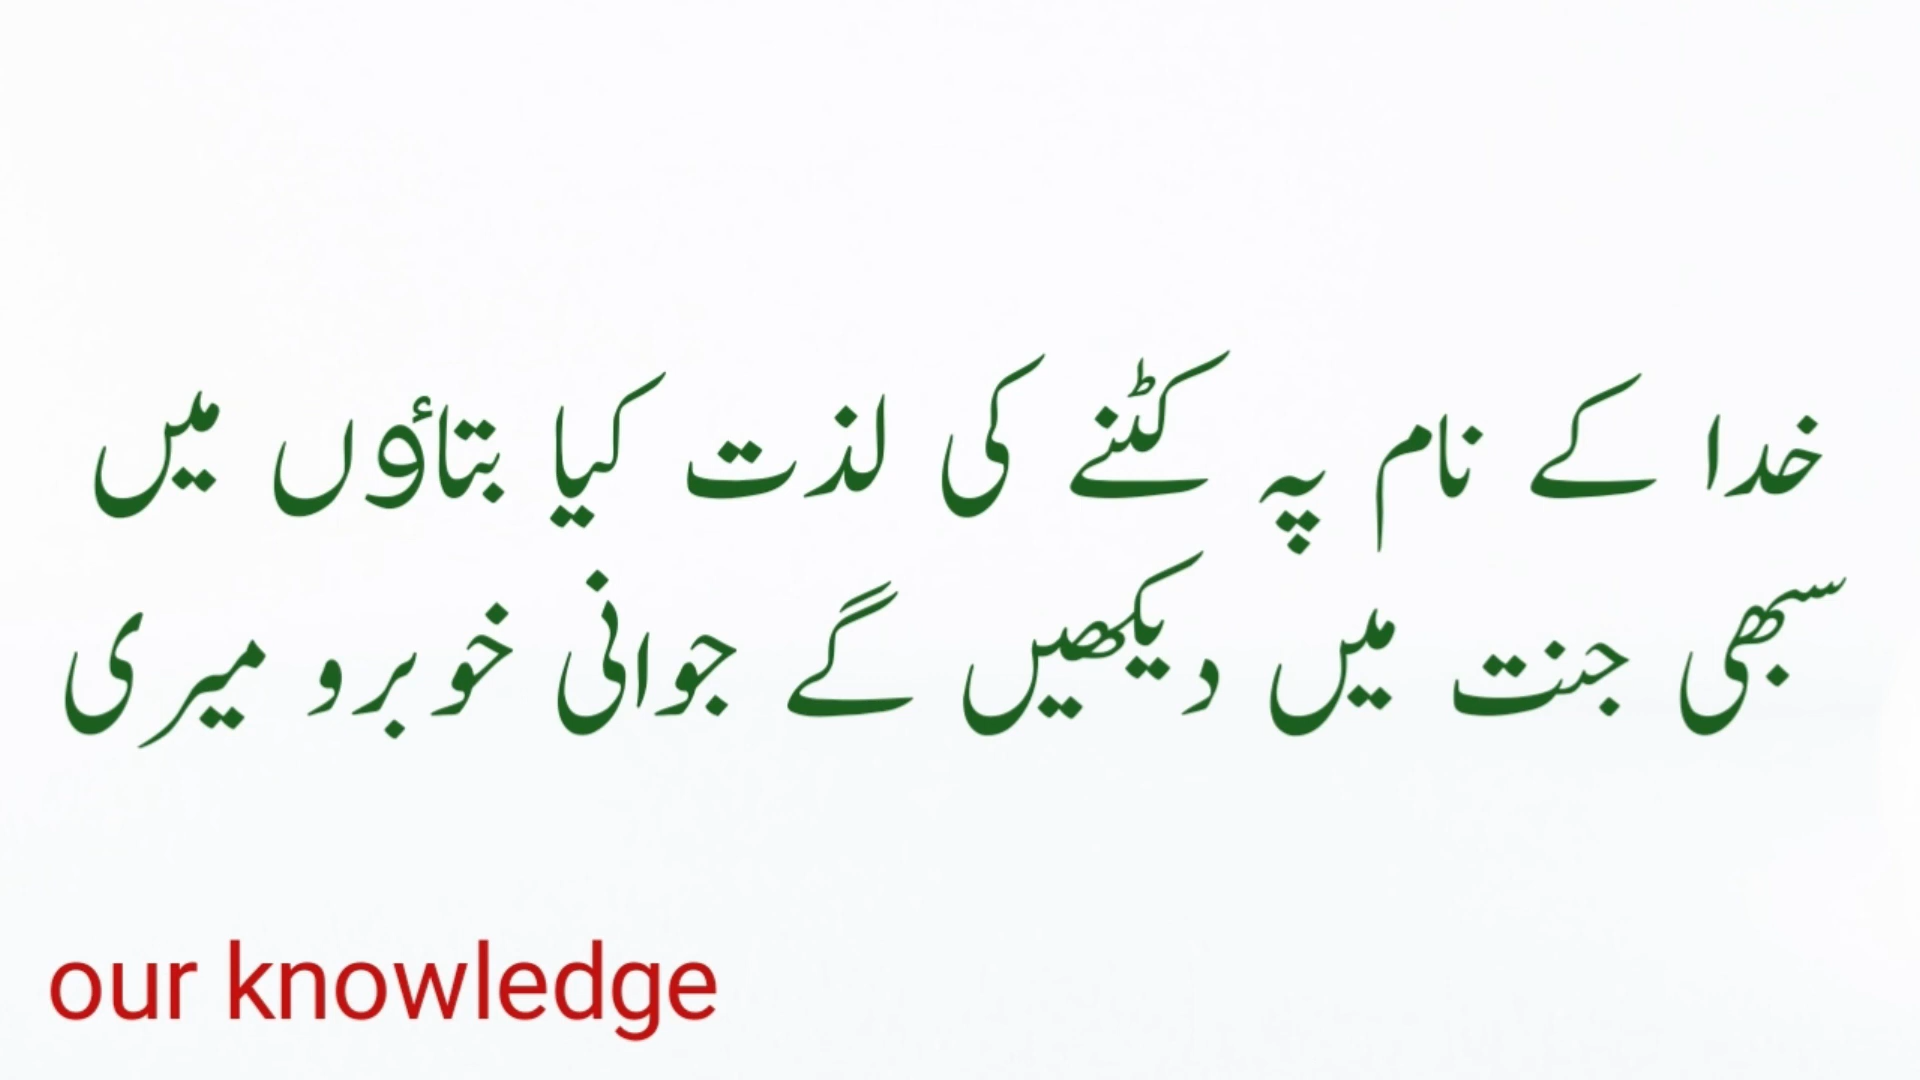 خدا کے نام پہ کٹنے کی لذت کیا بتاؤں میں
سبھی جنت میں دیکھیں گے جوانی خوبرو میری
our knowledge